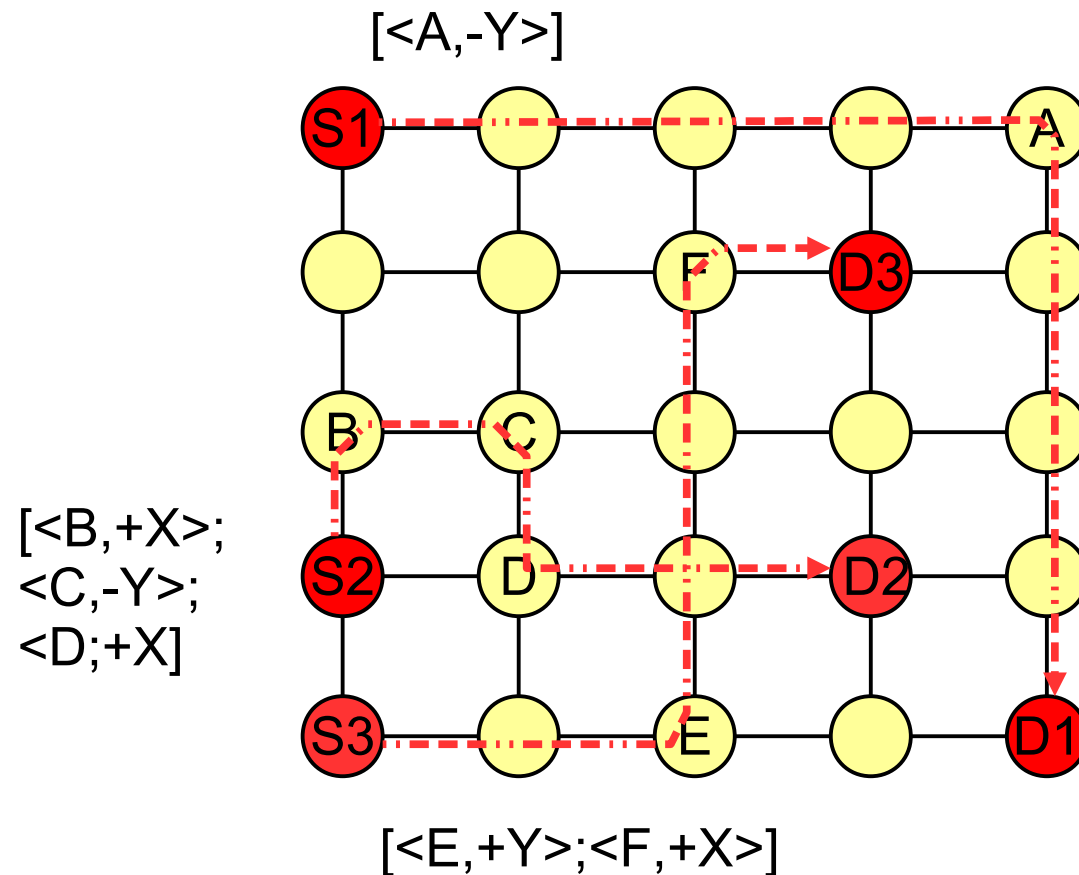 [<A,-Y>]
S1
A
F
D3
B
C
[<B,+X>;
<C,-Y>;
<D;+X]
S2
D
D2
S3
E
D1
[<E,+Y>;<F,+X>]